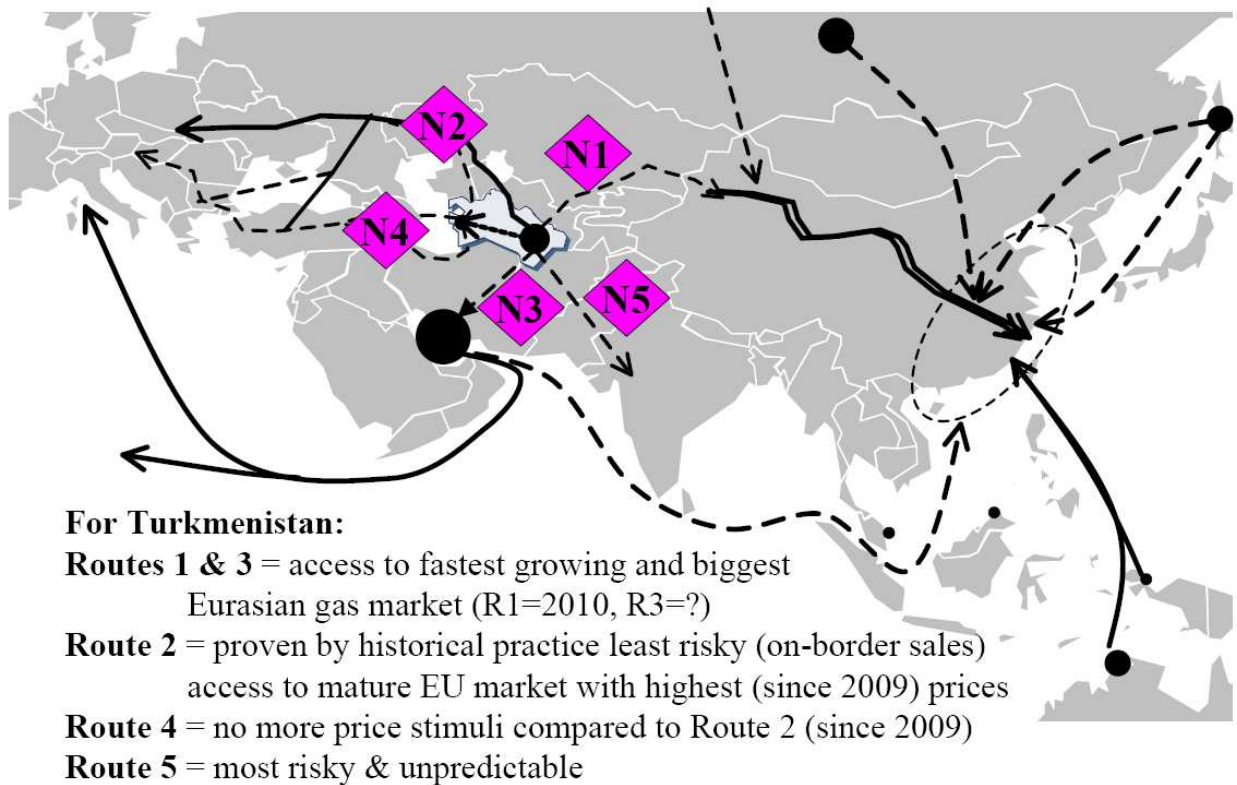 N2
N1
N4
N3
N5
For Turkmenistan:
Routes 1 & 3 = access to fastest growing and biggest
Eurasian gas market (R1=2010, R3=?)
Route 2 = proven by historical practice least risky (on-border sales)
access to mature EU market with highest (since 2009) prices
Route 4 = no more price stimuli compared to Route 2 (since 2009)
Route 5 = most risky & unpredictable